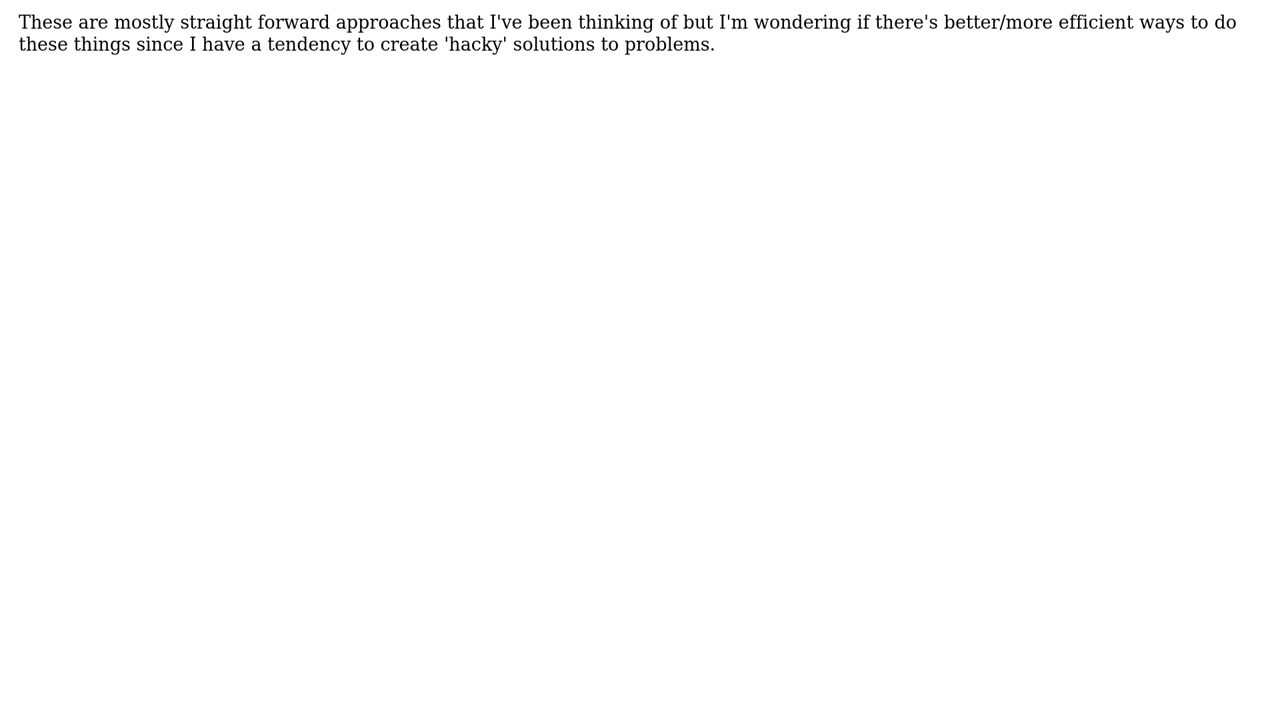 These are mostly straight forward approaches that I've been thinking of but I'm wondering if there's better/more efficient ways to do
these things since I have a tendency to create 'hacky' solutions to problems.